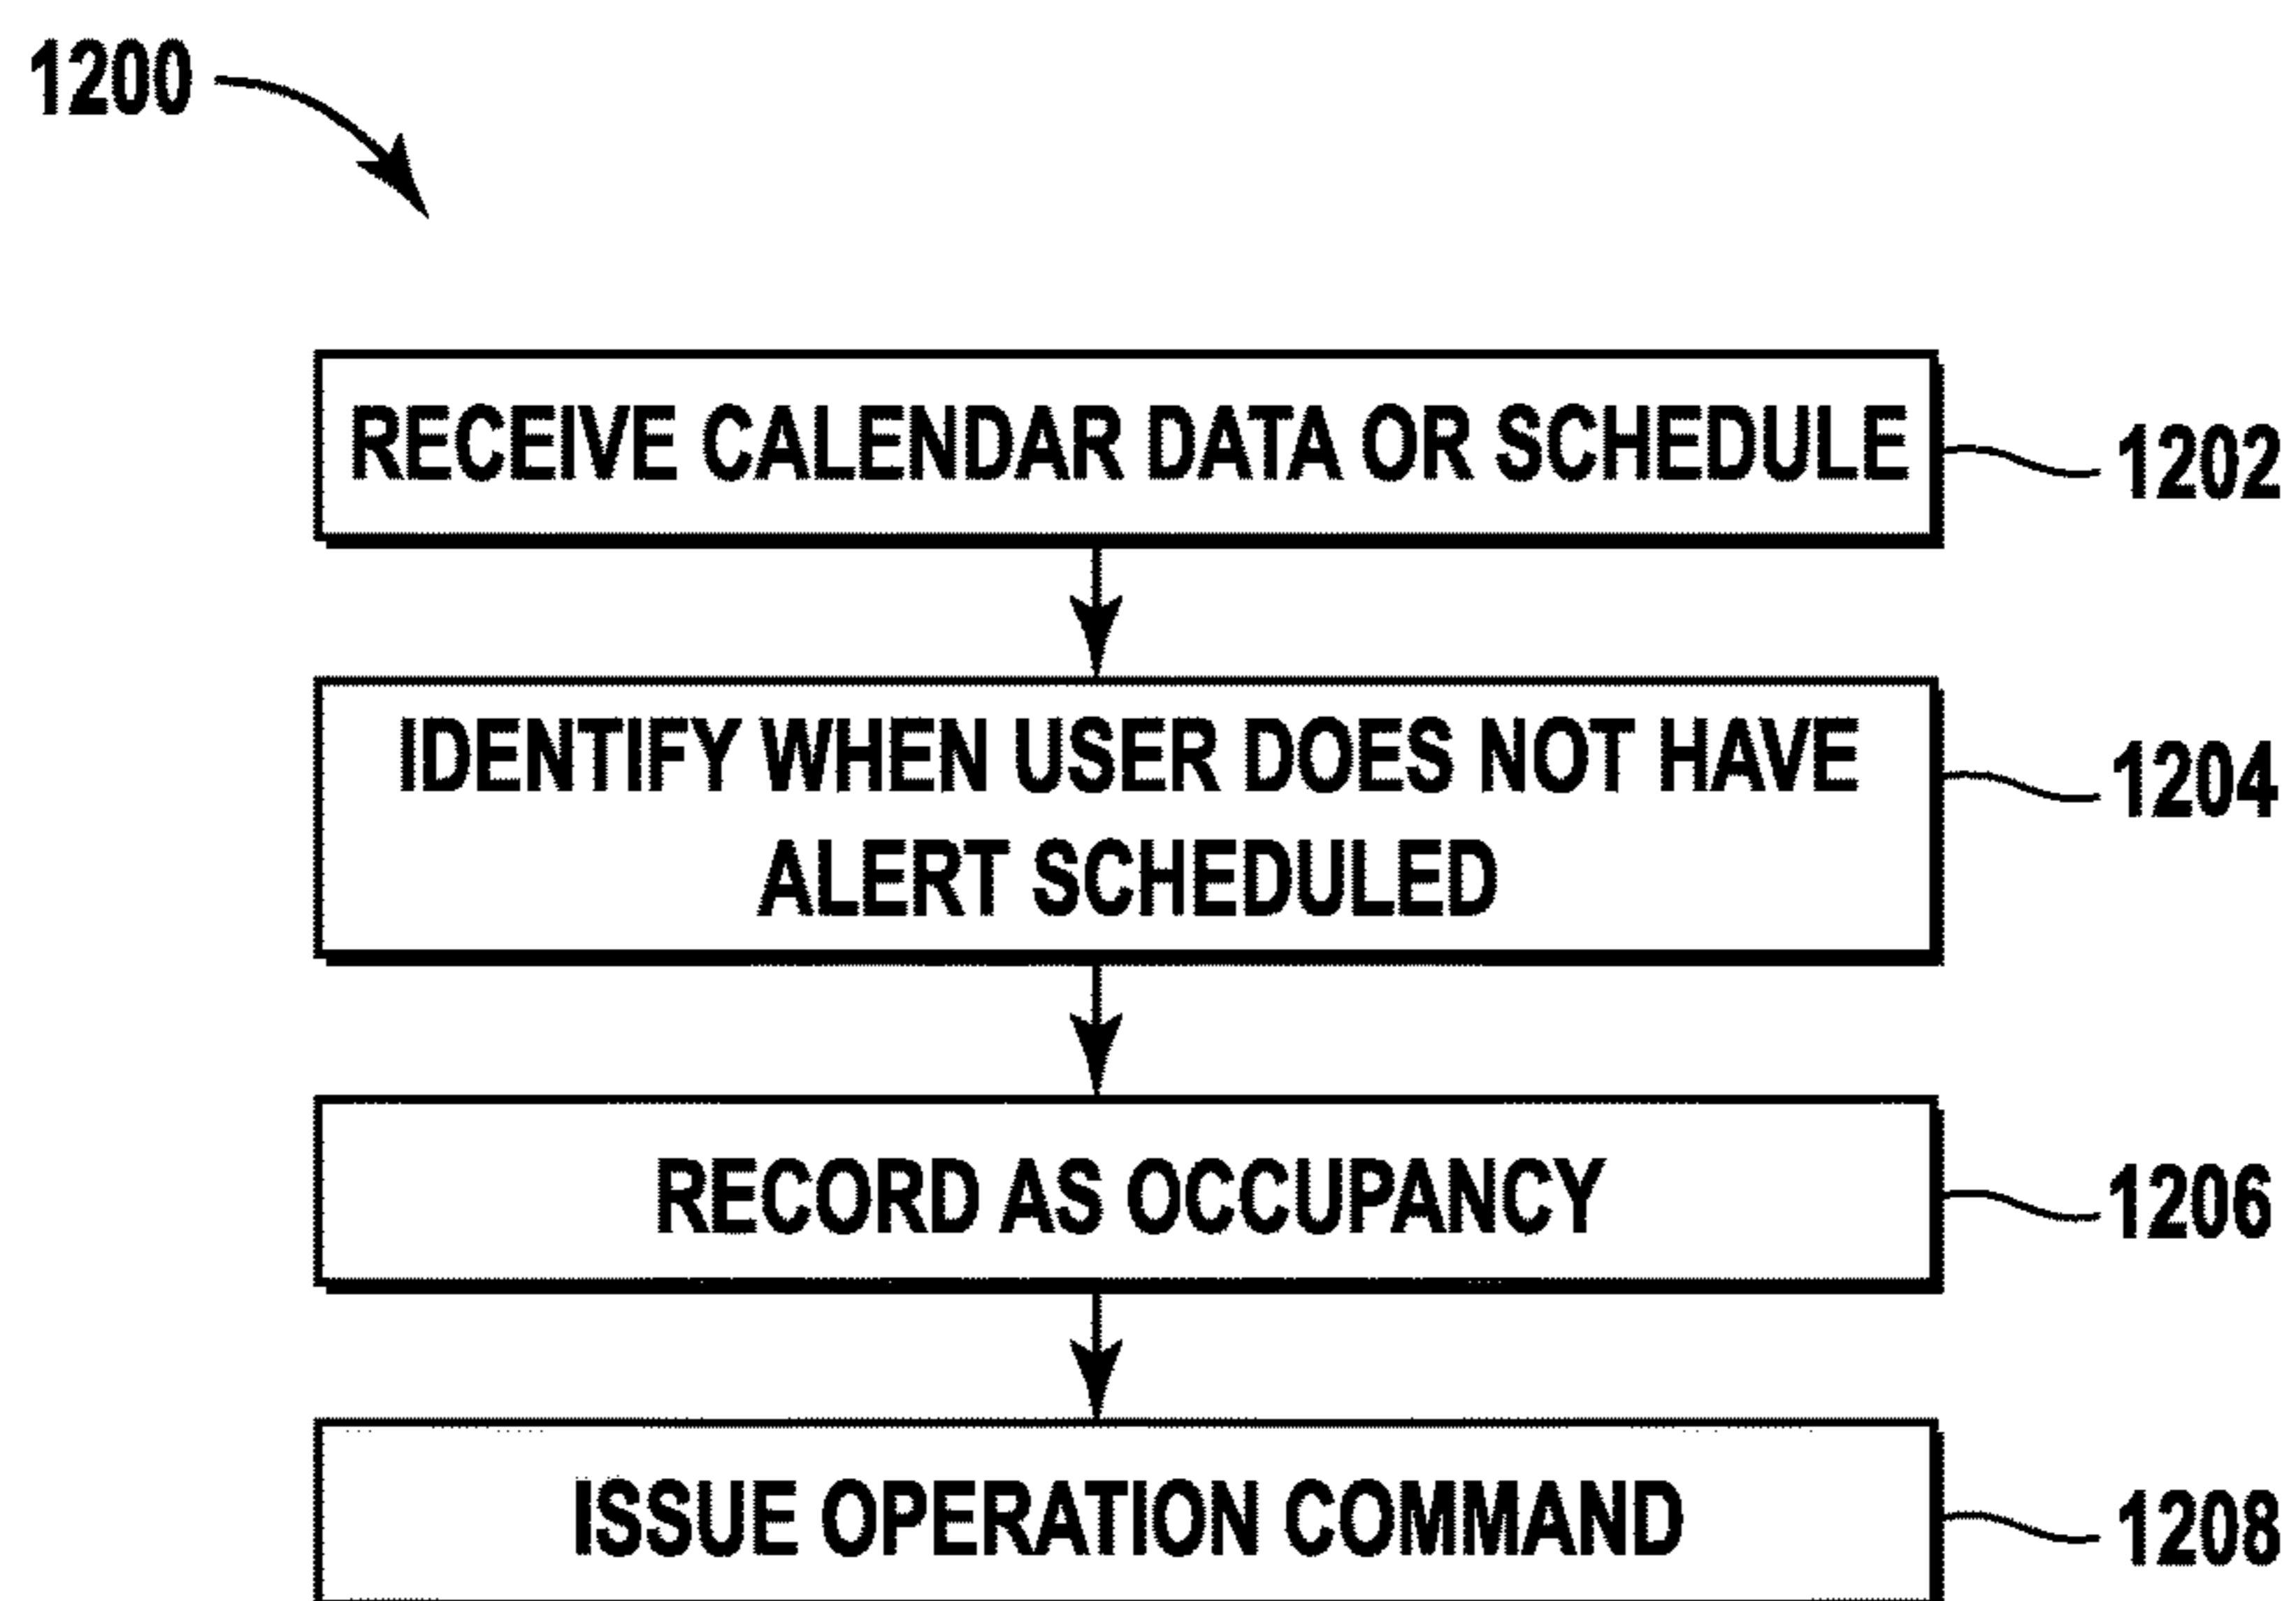 1200
RECEIVE CALENDAR DATA OR SCHEDULE
1202
IDENTIFY WHEN USER DOES NOT HAVE
ALERT SCHEDULED
1204
RECORD AS OCCUPANCY
1206
ISSUE OPERATION COMMAND
1208